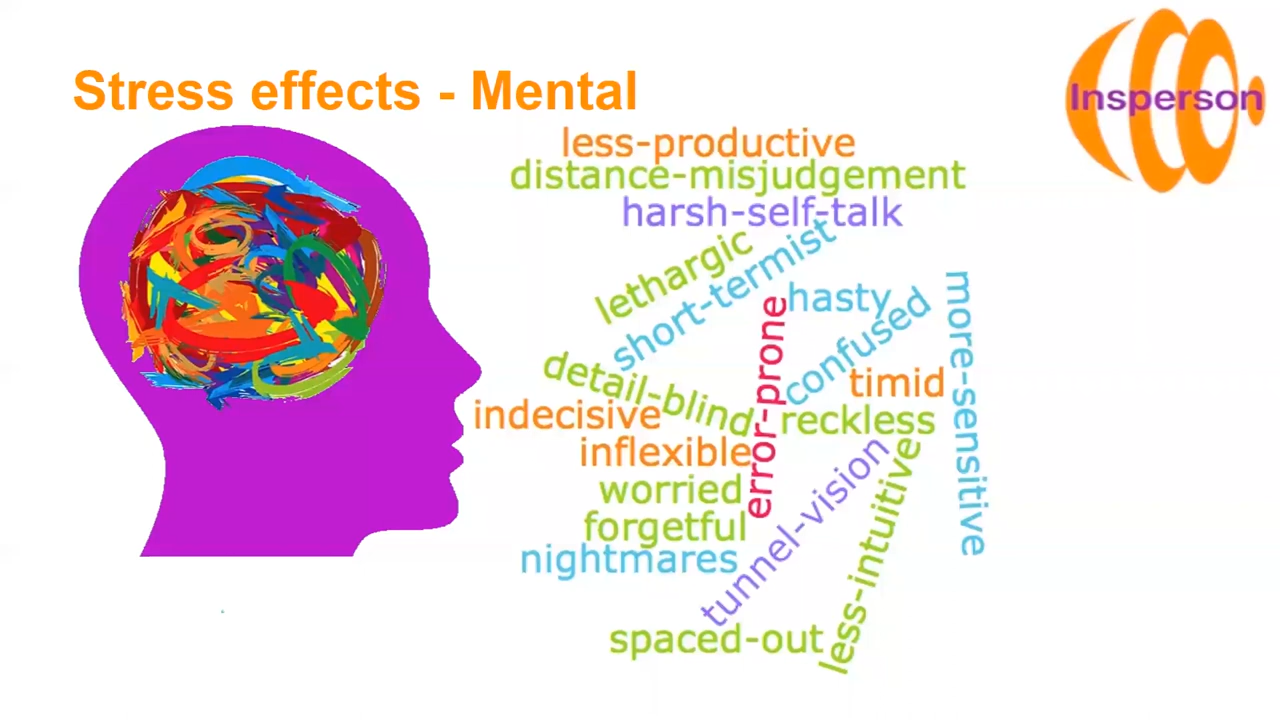 Stress effects - Mental
Insperson
less-productive
distance-misjudgement
harsh-self-talk
lethargic
short-termist
hasty
error-prone
confused
more-sensitive
detail-blind
timid
indecisive
reckless
inflexible
worried
forgetful
nightmares
tunnel-vision
less-intuitive
spaced-out